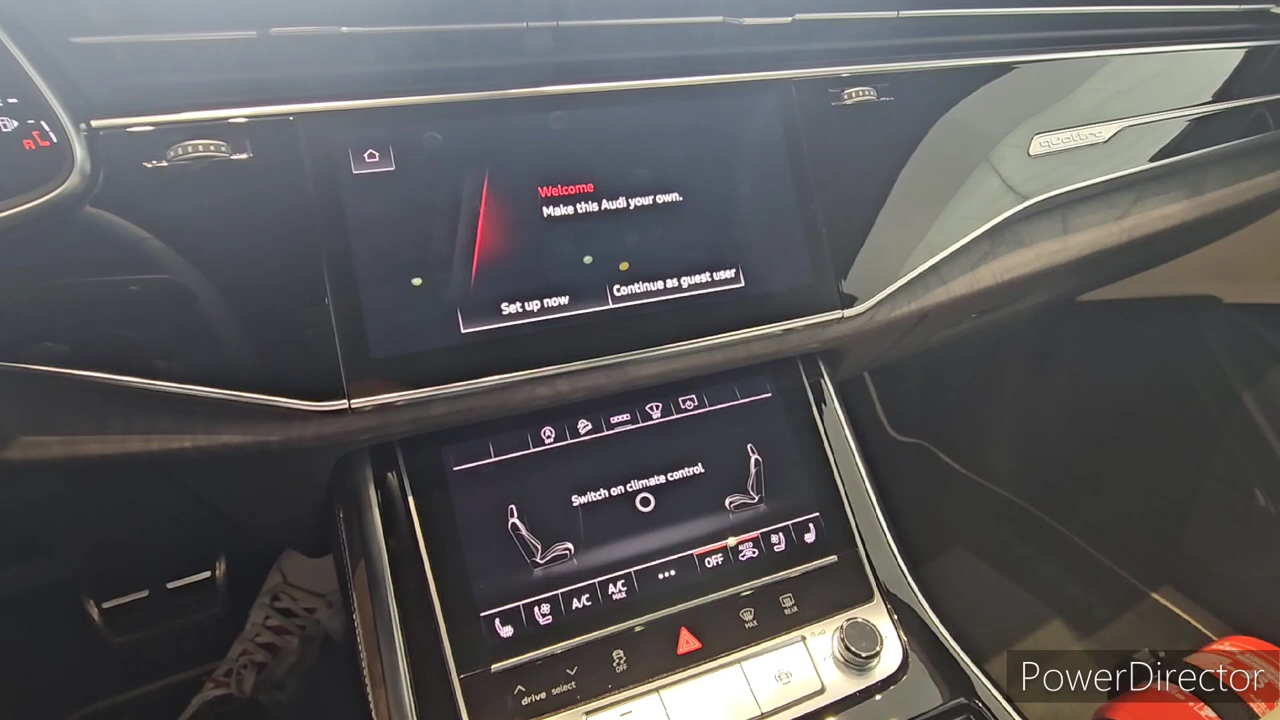 quattro
Welcome
Make this Audi your own.
Set up now
Continue as guest user
Switch on climate control
A/C
A/C
MAX
OFF
AUTO
drive select
OFF
MAX
REAR
PowerDirector